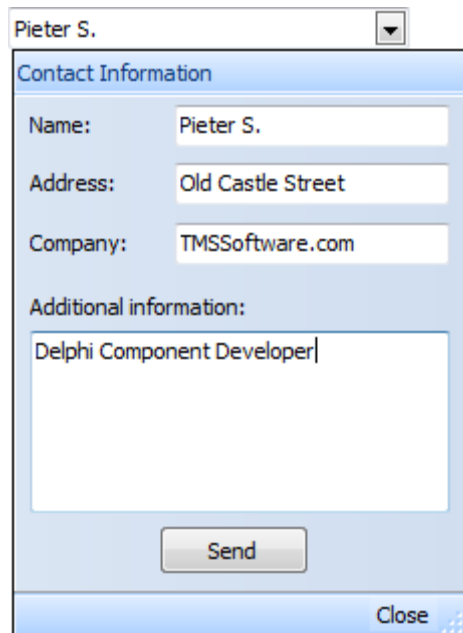 Pieter S.
Contact Information
Name: Pieter S.
Address: Old Castle Street
Company: TMSSoftware.com
Additional information:
Delphi Component Developer
Send
Close